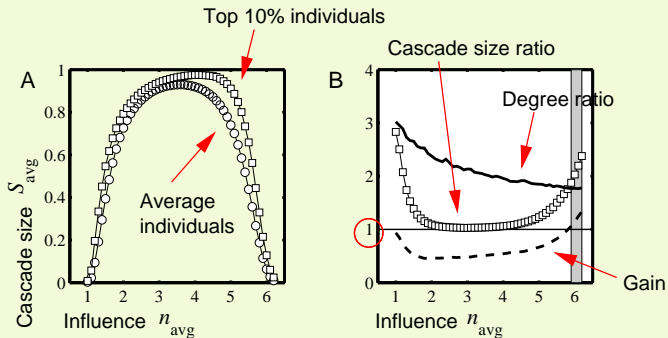 Top 10% individuals
A
Cascade size S_avg
1
0.8
0.6
0.4
0.2
0
1 2 3 4 5 6
Influence n_avg
Average
individuals
Cascade size ratio
B
Degree ratio
4
3
2
1
0
1 2 3 4 5 6
Influence n_avg
Gain